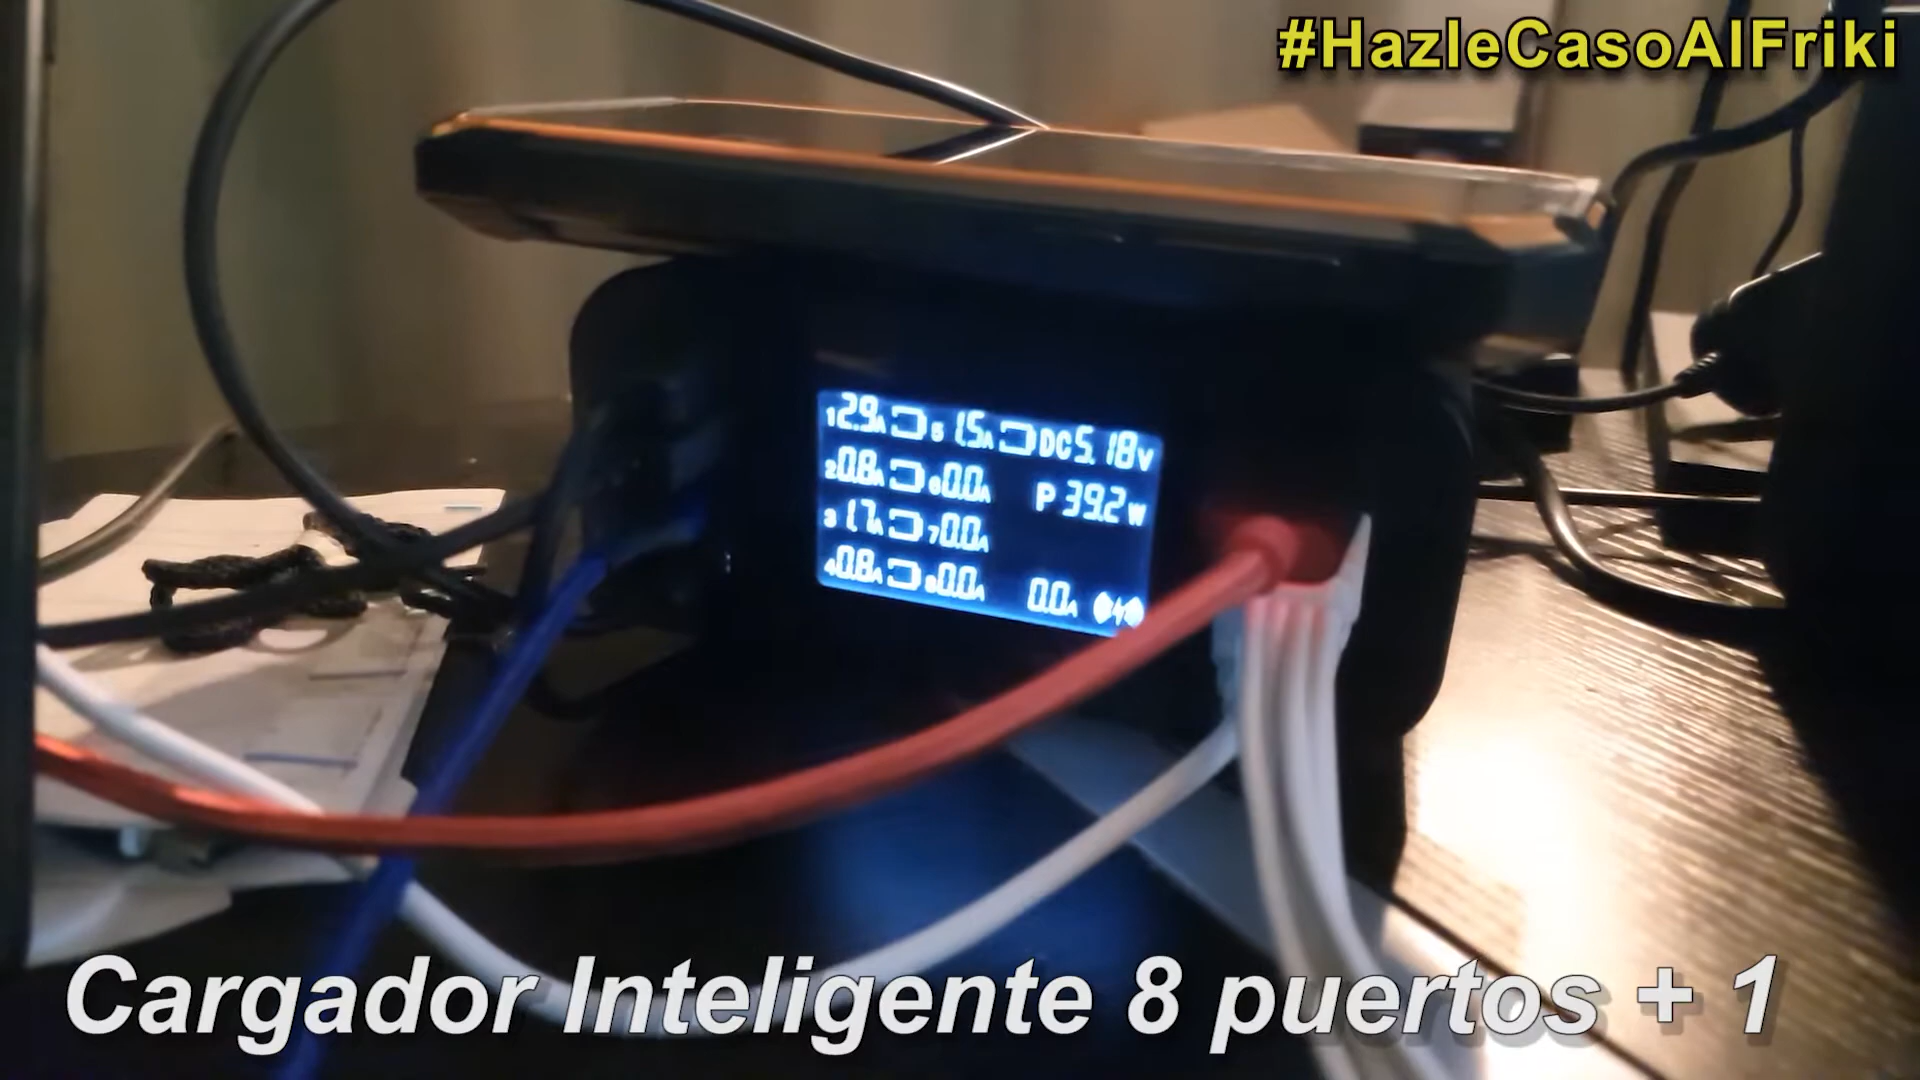 #HazleCasoAlFriki
1 2.9A 5 1.5A DC 5.18V
2 0.8A 6 0.0A P 39.2W
3 1.7A 7 0.0A
4 0.8A 8 0.0A 0.0A
Cargador Inteligente 8 puertos + 1